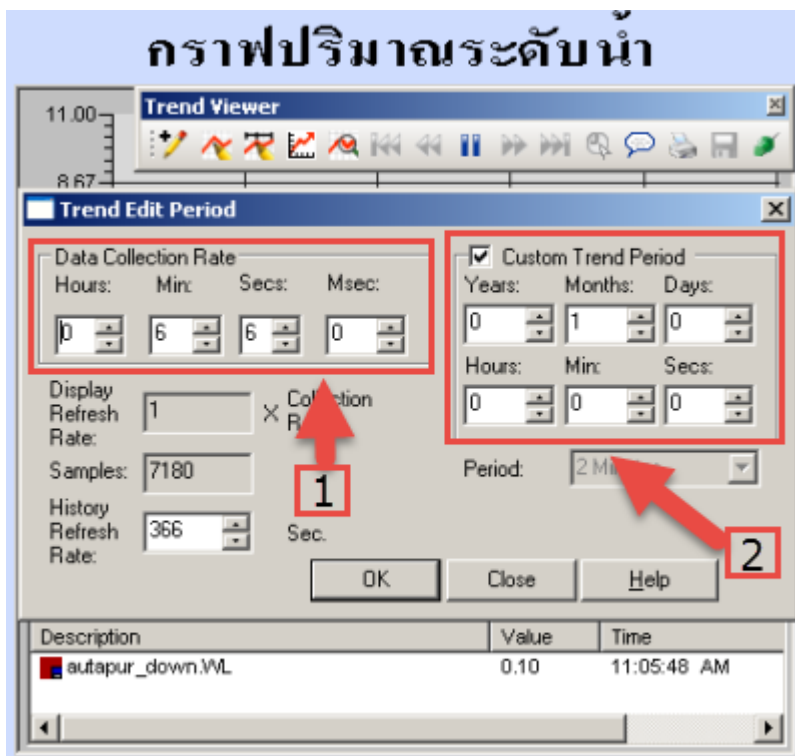 กราฟปริมาณระดับน้ำ
11.00
Trend Viewer
8.67
Trend Edit Period
Data Collection Rate
Hours: Min: Secs: Msec:
0 6 6 0
Custom Trend Period
Years: Months: Days:
0 1 0
Hours: Min: Secs:
0 0 0
Display Refresh Rate:
1 X Collection
Samples: 7180
History Refresh Rate:
366 Sec.
Period: 2
1
2
OK Close Help
Description Value Time
autapur_down.WL 0.10 11:05:48 AM